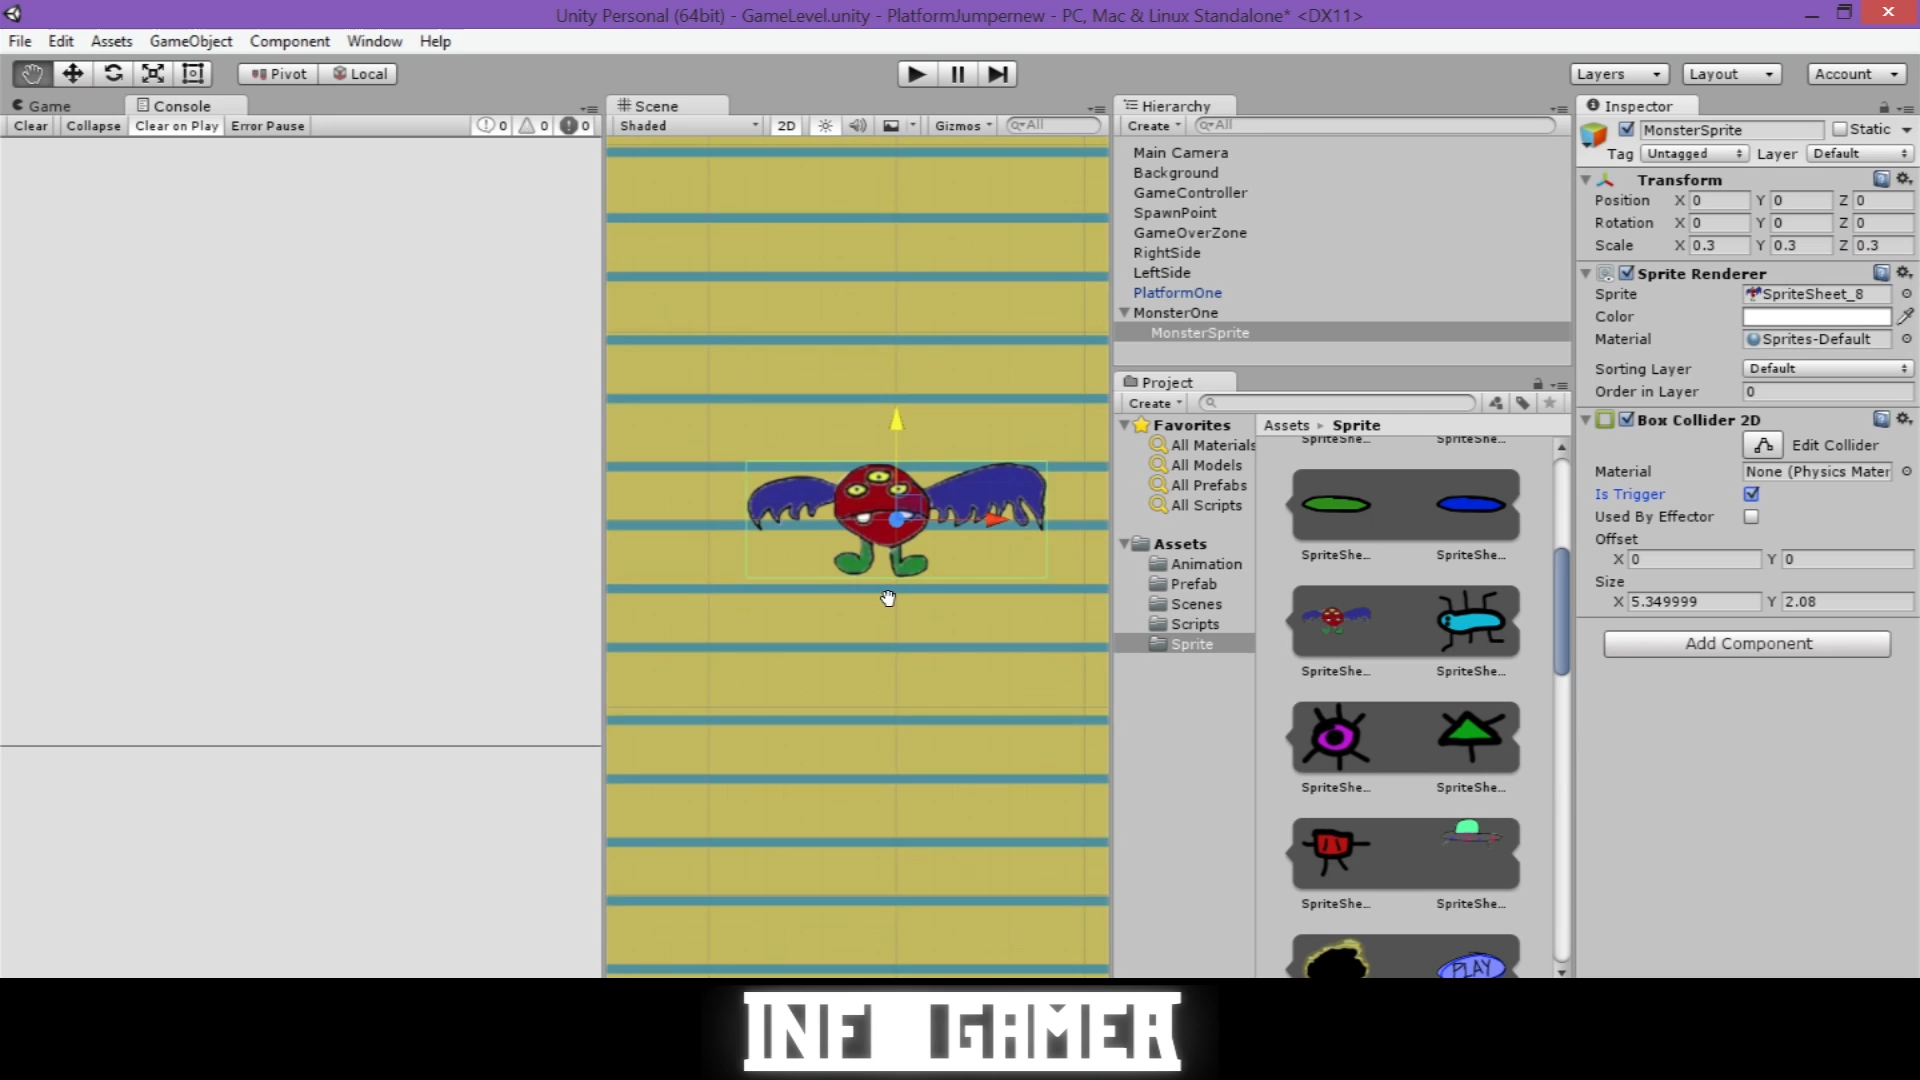 Unity Personal (64bit) - GameLevel.unity - PlatformJumpernew - PC, Mac & Linux Standalone* <DX11>
File Edit Assets GameObject Component Window Help
Pivot Local Layers Layout Account
Game Console Scene Hierarchy Inspector
Clear Collapse Clear on Play Error Pause 0 0 0
Shaded 2D Gizmos All
Create All
Main Camera
Background
GameController
SpawnPoint
GameOverZone
RightSide
LeftSide
PlatformOne
MonsterOne
MonsterSprite
Project
Create
Favorites
All Materials
All Models
All Prefabs
All Scripts
Assets
Animation
Prefab
Scenes
Scripts
Sprite
Assets Sprite
SpriteShe... SpriteShe...
SpriteShe... SpriteShe...
SpriteShe... SpriteShe...
SpriteShe... SpriteShe...
SpriteShe... SpriteShe...
PLAY
MonsterSprite Static
Tag Untagged Layer Default
Transform
Position X 0 Y 0 Z 0
Rotation X 0 Y 0 Z 0
Scale X 0.3 Y 0.3 Z 0.3
Sprite Renderer
Sprite SpriteSheet_8
Color
Material Sprites-Default
Sorting Layer Default
Order in Layer 0
Box Collider 2D
Edit Collider
Material None (Physics Mater
Is Trigger
Used By Effector
Offset
X 0 Y 0
Size
X 5.349999 Y 2.08
Add Component
INF GAMER